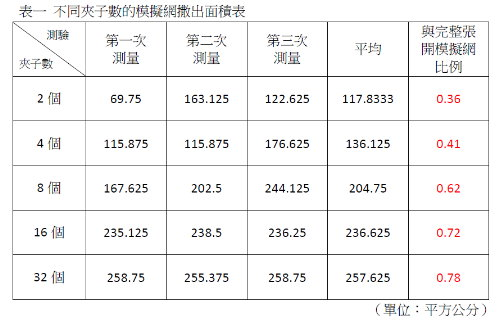 表一 不同夾子數的模擬網撒出面積表
測驗
夾子數
第一次
測量
第二次
測量
第三次
測量
平均
與完整張
開模擬網
比例
2 個 69.75 163.125 122.625 117.8333 0.36
4 個 115.875 115.875 176.625 136.125 0.41
8 個 167.625 202.5 244.125 204.75 0.62
16 個 235.125 238.5 236.25 236.625 0.72
32 個 258.75 255.375 258.75 257.625 0.78
（單位：平方公分）